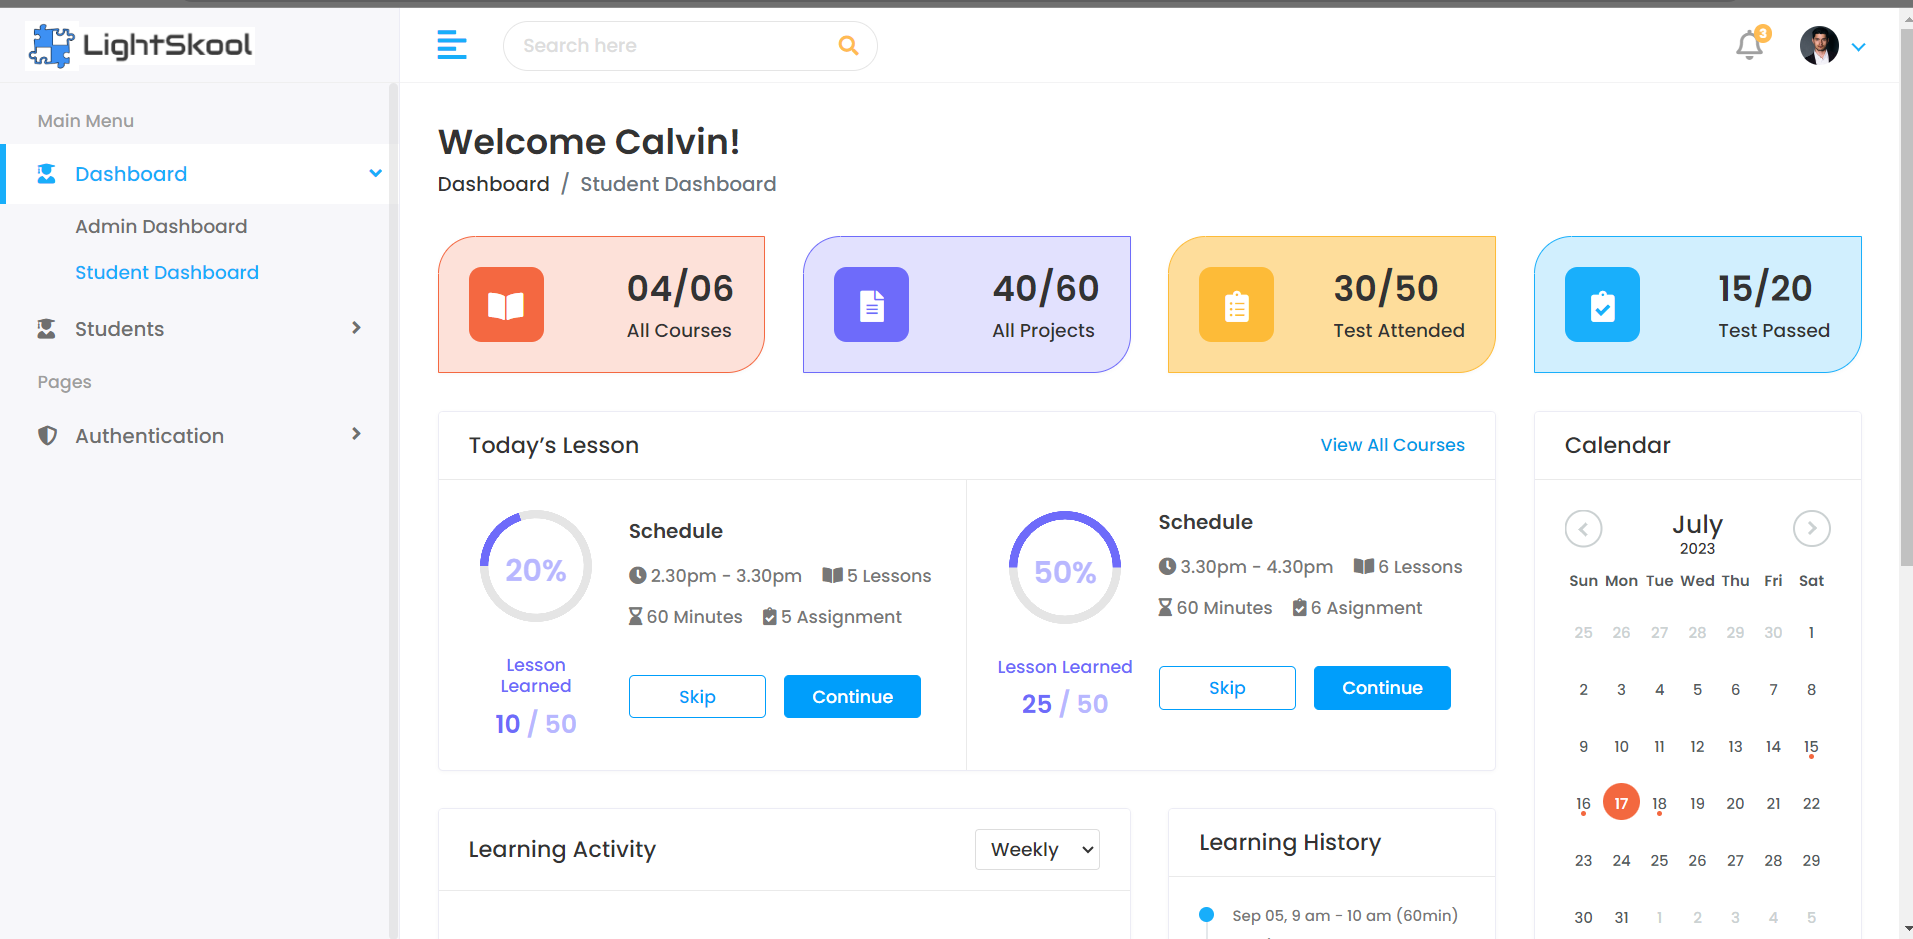 LightSkool
Search here
3
Main Menu
Dashboard
Admin Dashboard
Student Dashboard
Students
Pages
Authentication
Welcome Calvin!
Dashboard / Student Dashboard
04/06
All Courses
40/60
All Projects
30/50
Test Attended
15/20
Test Passed
Today’s Lesson
View All Courses
20%
Lesson
Learned
10 / 50
Schedule
2.30pm - 3.30pm 5 Lessons
60 Minutes 5 Assignment
Skip Continue
50%
Lesson Learned
25 / 50
Schedule
3.30pm - 4.30pm 6 Lessons
60 Minutes 6 Asignment
Skip Continue
Calendar
July
2023
Sun Mon Tue Wed Thu Fri Sat
25 26 27 28 29 30 1
2 3 4 5 6 7 8
9 10 11 12 13 14 15
16 17 18 19 20 21 22
23 24 25 26 27 28 29
30 31 1 2 3 4 5
Learning Activity
Weekly
Learning History
Sep 05, 9 am - 10 am (60min)